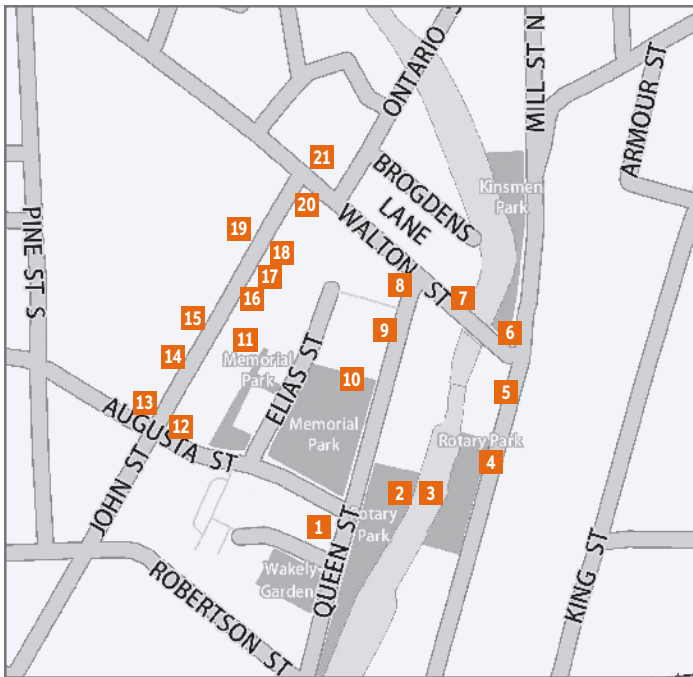 ONTARIO ST
MILL ST N
ARMOUR ST
21
BROGDENS
LANE
Kinsmen
Park
PINE ST S
20
19
WALTON ST
18
17
8
16
7
15
9
6
11
14
Memorial
Park
ELIAS ST
10
5
13
12
AUGUSTA ST
Memorial
Park
Rotary Park
4
JOHN ST
2
3
1
Rotary
Park
QUEEN ST
KING ST
Wakely
Garden
ROBERTSON ST